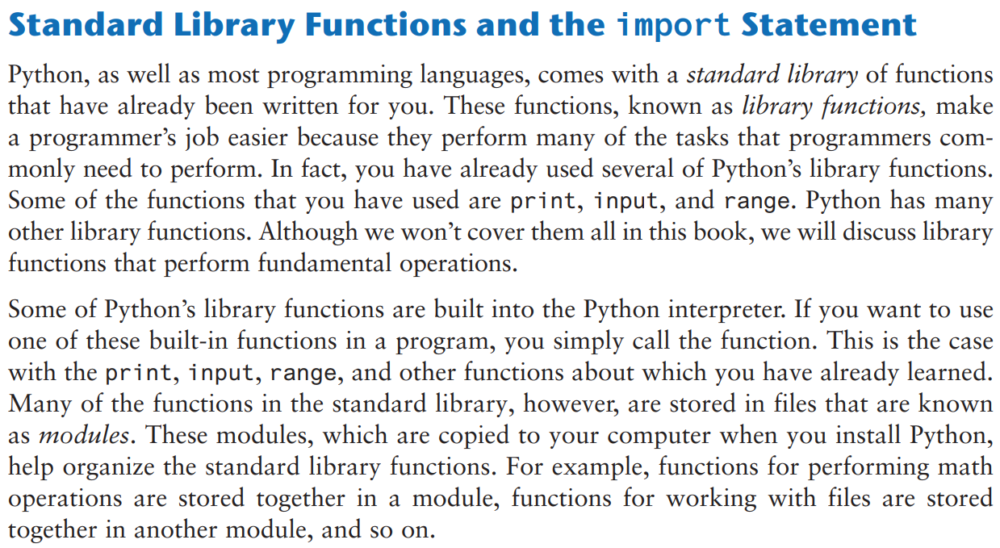 Standard Library Functions and the import Statement
Python, as well as most programming languages, comes with a standard library of functions
that have already been written for you. These functions, known as library functions, make
a programmer’s job easier because they perform many of the tasks that programmers com-
monly need to perform. In fact, you have already used several of Python’s library functions.
Some of the functions that you have used are print, input, and range. Python has many
other library functions. Although we won’t cover them all in this book, we will discuss library
functions that perform fundamental operations.
Some of Python’s library functions are built into the Python interpreter. If you want to use
one of these built-in functions in a program, you simply call the function. This is the case
with the print, input, range, and other functions about which you have already learned.
Many of the functions in the standard library, however, are stored in files that are known
as modules. These modules, which are copied to your computer when you install Python,
help organize the standard library functions. For example, functions for performing math
operations are stored together in a module, functions for working with files are stored
together in another module, and so on.